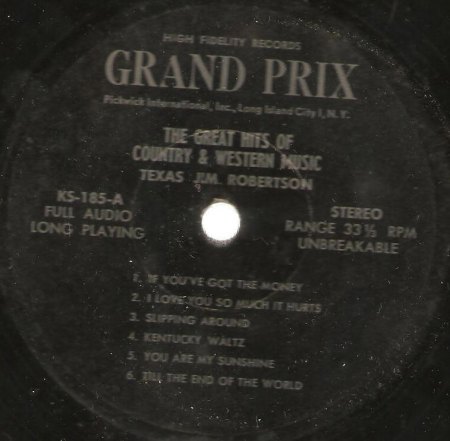 HIGH FIDELITY RECORDS
GRAND PRIX
Pickwick International, Inc., Long Island City 1, N. Y.
THE GREAT HITS OF
COUNTRY & WESTERN MUSIC
TEXAS JIM ROBERTSON
KS-185-A
FULL AUDIO
LONG PLAYING
STEREO
RANGE 33⅓ RPM
UNBREAKABLE
1. IF YOU'VE GOT THE MONEY
2. I LOVE YOU SO MUCH IT HURTS
3. SLIPPING AROUND
4. KENTUCKY WALTZ
5. YOU ARE MY SUNSHINE
6. TILL THE END OF THE WORLD